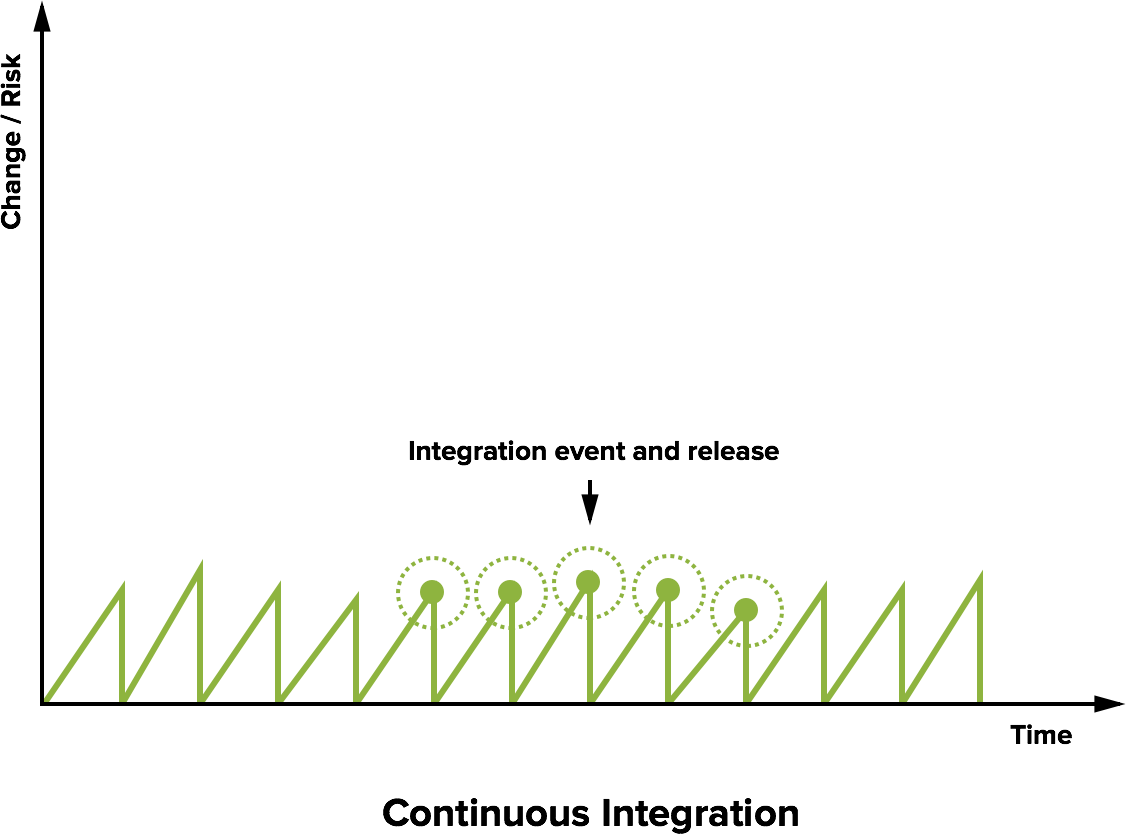 Change / Risk
Integration event and release
Time
Continuous Integration